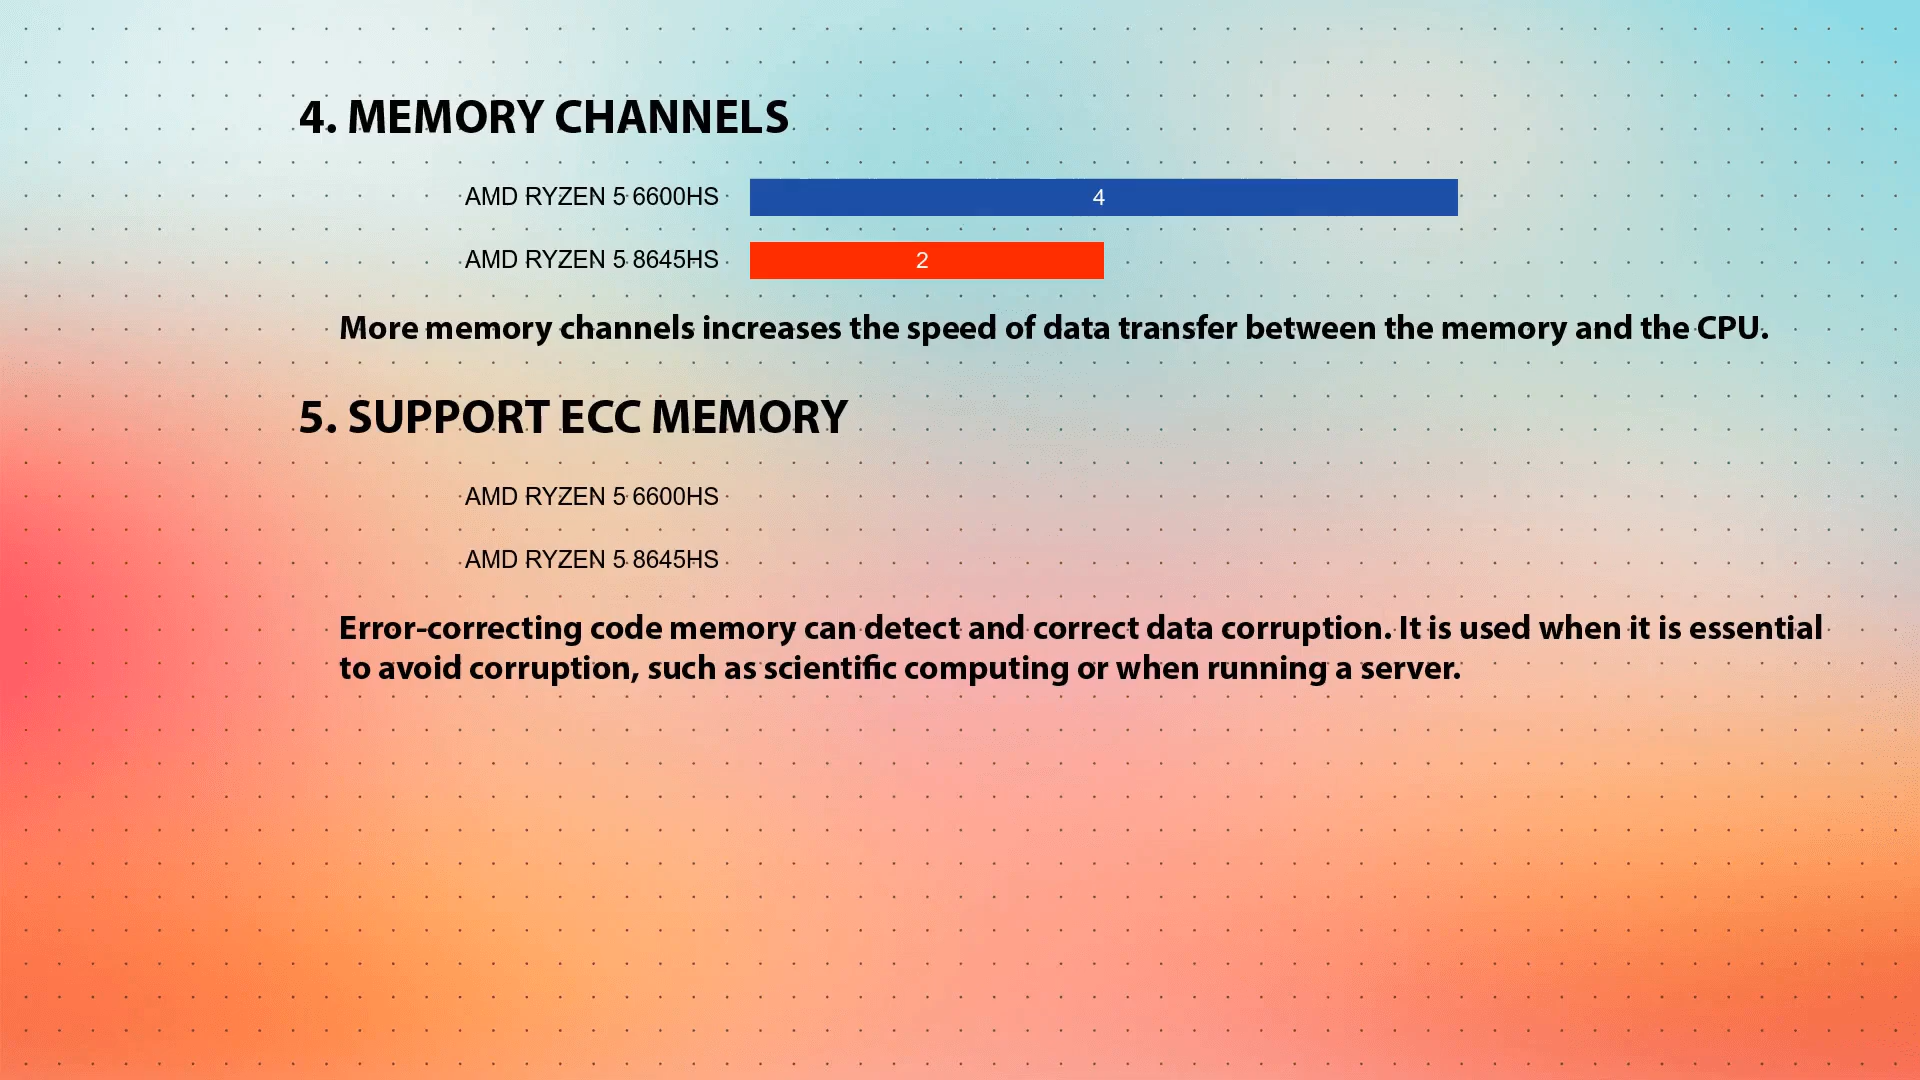 4. MEMORY CHANNELS
AMD RYZEN 5 6600HS
4
AMD RYZEN 5 8645HS
2
More memory channels increases the speed of data transfer between the memory and the CPU.
5. SUPPORT ECC MEMORY
AMD RYZEN 5 6600HS
AMD RYZEN 5 8645HS
Error-correcting code memory can detect and correct data corruption. It is used when it is essential
to avoid corruption, such as scientific computing or when running a server.